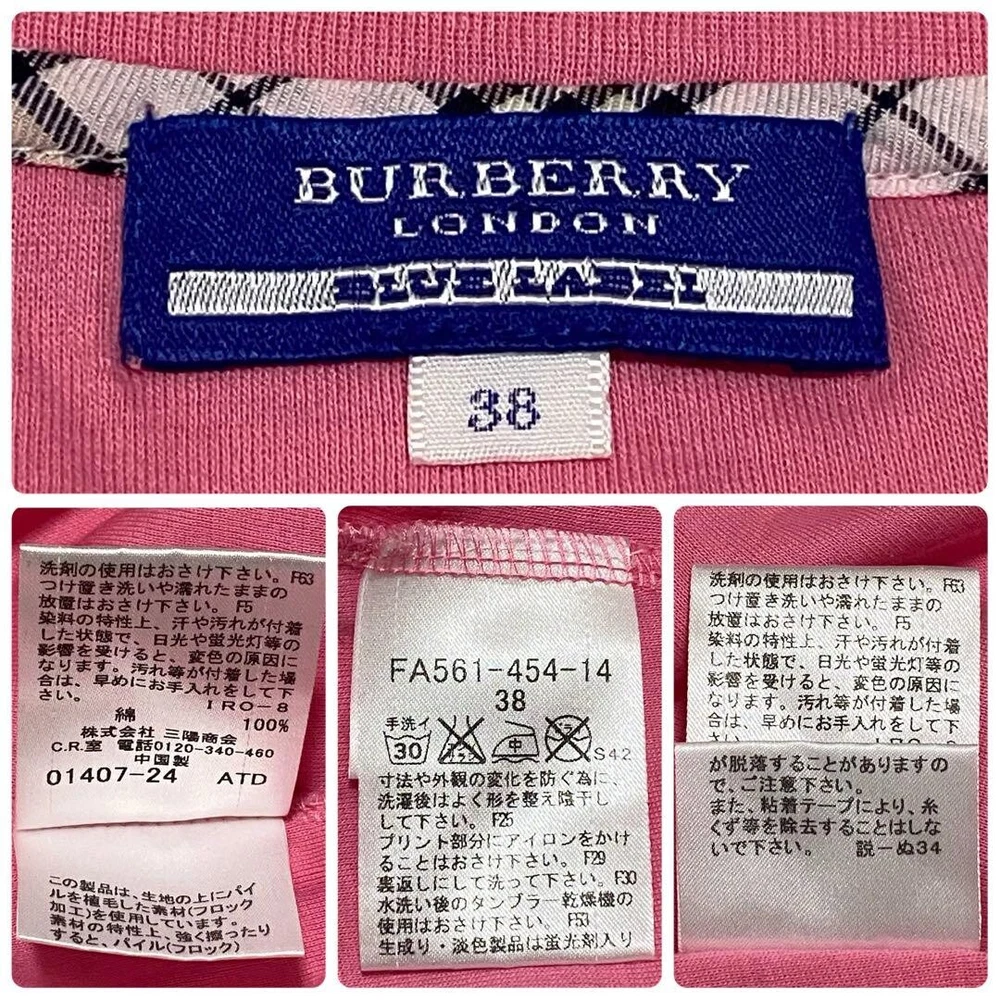 BURBERRY
LONDON
BLUE LABEL
38
洗剤の使用はおさけ下さい。F63
つけ置き洗いや濡れたままの
放置はおさけ下さい。 F5
染料の特性上、汗や汚れが付着
した状態で、日光や蛍光灯等の
影響を受けると、変色の原因に
なります。汚れ等が付着した場
合は、早めにお手入れをして下
さい。 IRO-8
綿 100%
株式会社 三陽商会
C.R.室 電話0120-340-460
中国製
01407-24 ATD
この製品は、生地の上にパイ
ルを植毛した素材(フロック
加工)を使用しています。
素材の特性上、強く擦ったり
すると、パイル(フロック)
FA561-454-14
38
手洗イ
30 中 S42
寸法や外観の変化を防ぐ為に、
洗濯後はよく形を整え陰干し
して下さい。 F26
プリント部分にアイロンをかけ
ることはおさけ下さい。 F29
裏返しにして洗って下さい。 F30
水洗い後のタンブラー乾燥機の
使用はおさけ下さい。 F53
生成り・淡色製品は蛍光剤入り
洗剤の使用はおさけ下さい。F63
つけ置き洗いや濡れたままの
放置はおさけ下さい。 F5
染料の特性上、汗や汚れが付着
した状態で、日光や蛍光灯等の
影響を受けると、変色の原因に
なります。汚れ等が付着した場
合は、早めにお手入れをして下
が脱落することがありますの
で、ご注意下さい。
また、粘着テープにより、糸
くず等を除去することはしな
いで下さい。 説-ぬ34